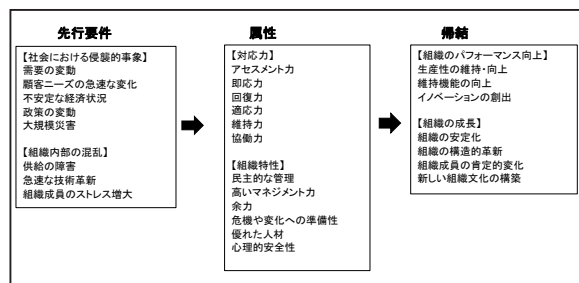 先行要件
【社会における侵襲的事象】
需要の変動
顧客ニーズの急速な変化
不安定な経済状況
政策の変動
大規模災害
【組織内部の混乱】
供給の障害
急速な技術革新
組織成員のストレス増大
属性
【対応力】
アセスメント力
即応力
回復力
適応力
維持力
協働力
【組織特性】
民主的な管理
高いマネジメント力
余力
危機や変化への準備性
優れた人材
心理的安全性
帰結
【組織のパフォーマンス向上】
生産性の維持・向上
維持機能の向上
イノベーションの創出
【組織の成長】
組織の安定化
組織の構造的革新
組織成員の肯定的変化
新しい組織文化の構築